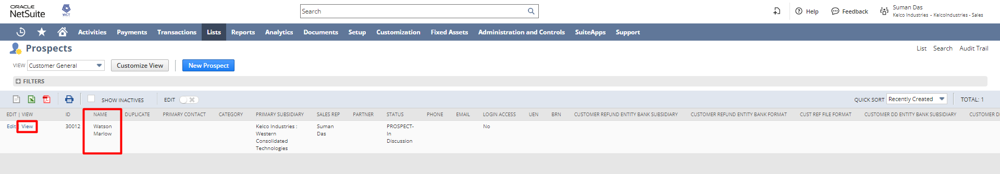 ORACLE
NetSuite
WCT
Search
Help
Feedback
Suman Das
Kelco Industries - KelcoIndustries - Sales
Activities Payments Transactions Lists Reports Analytics Documents Setup Customization Fixed Assets Administration and Controls SuiteApps Support
Prospects
List Search Audit Trail
VIEW Customer General Customize View New Prospect
FILTERS
SHOW INACTIVES EDIT QUICK SORT Recently Created TOTAL: 1
EDIT | VIEW ID NAME DUPLICATE PRIMARY CONTACT CATEGORY PRIMARY SUBSIDIARY SALES REP PARTNER STATUS PHONE EMAIL LOGIN ACCESS UEN BRN CUSTOMER REFUND ENTITY BANK SUBSIDIARY CUSTOMER REFUND ENTITY BANK FORMAT CUST REF FILE FORMAT CUSTOMER DD ENTITY BANK SUBSIDIARY CUSTOMER
Edit View 30012 Watson Kelco Industries : Suman PROSPECT- No
Marlow Western Das In
Consolidated Discussion
Technologies